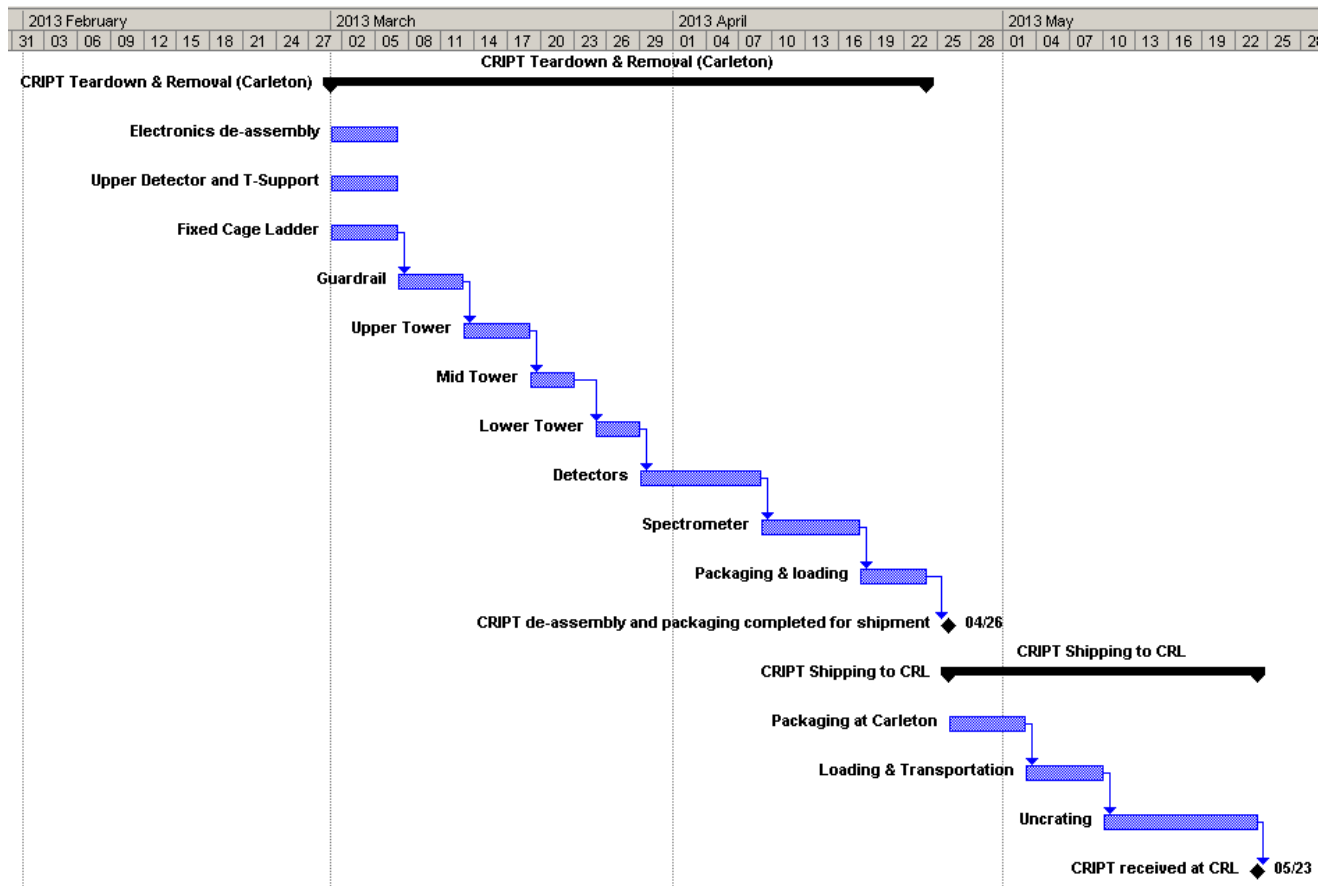 2013 February 2013 March 2013 April 2013 May
31 03 06 09 12 15 18 21 24 27 02 05 08 11 14 17 20 23 26 29 01 04 07 10 13 16 19 22 25 28 01 04 07 10 13 16 19 22 25 28
CRIPT Teardown & Removal (Carleton)
CRIPT Teardown & Removal (Carleton)
Electronics de-assembly
Upper Detector and T-Support
Fixed Cage Ladder
Guardrail
Upper Tower
Mid Tower
Lower Tower
Detectors
Spectrometer
Packaging & loading
CRIPT de-assembly and packaging completed for shipment 04/26
CRIPT Shipping to CRL
CRIPT Shipping to CRL
Packaging at Carleton
Loading & Transportation
Uncrating
CRIPT received at CRL 05/23